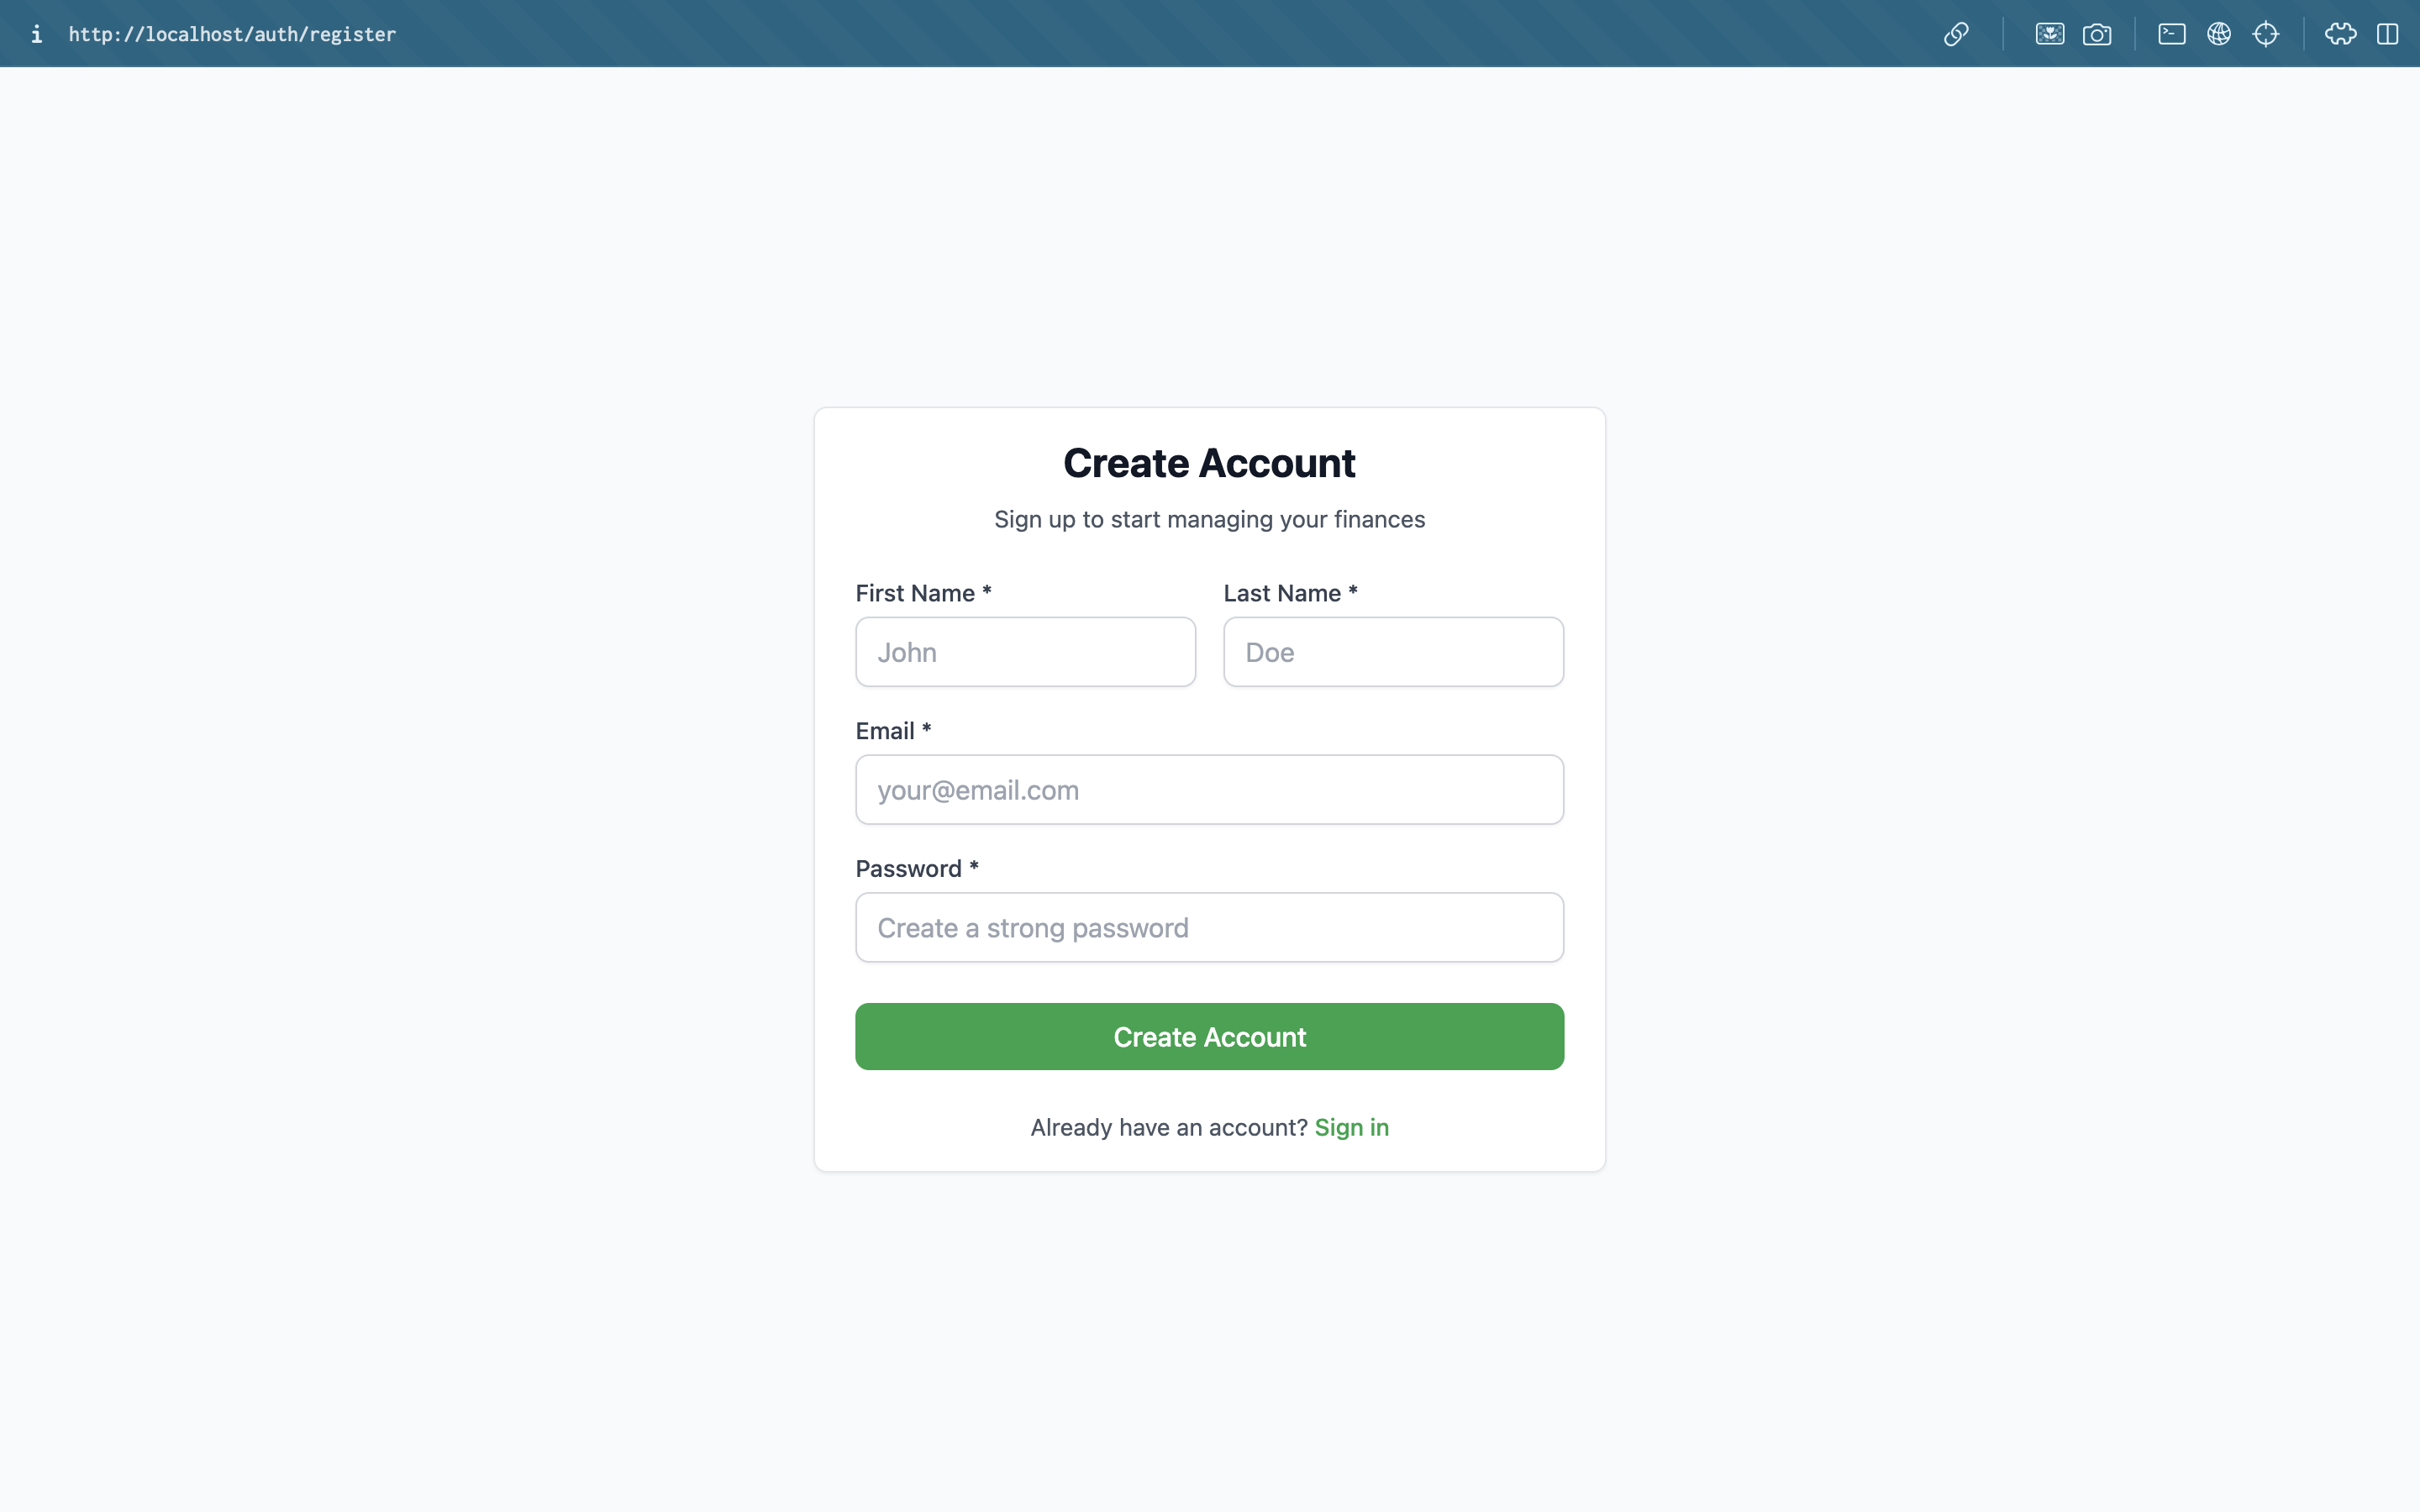 http://localhost/auth/register
Create Account
Sign up to start managing your finances
First Name * Last Name *
John Doe
Email *
your@email.com
Password *
Create a strong password
Create Account
Already have an account? Sign in